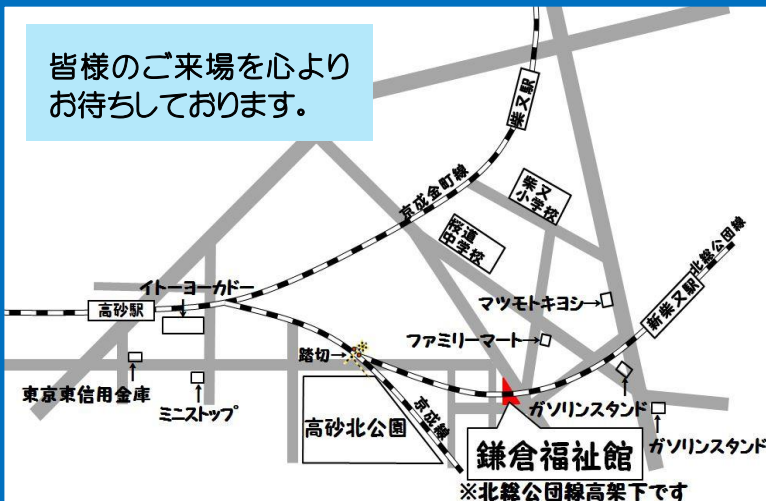 皆様のご来場を心より
お待ちしております。
柴又駅
京成金町線
柴又
小学校
桜道
中学校
北総公団線
イトーヨーカドー
高砂駅
マツモトキヨシ→
新柴又駅
ファミリーマート→
踏切→
東京東信用金庫
ミニストップ
京成線
高砂北公園
ガソリンスタンド
ガソリンスタンド
鎌倉福祉館
※北総公団線高架下です